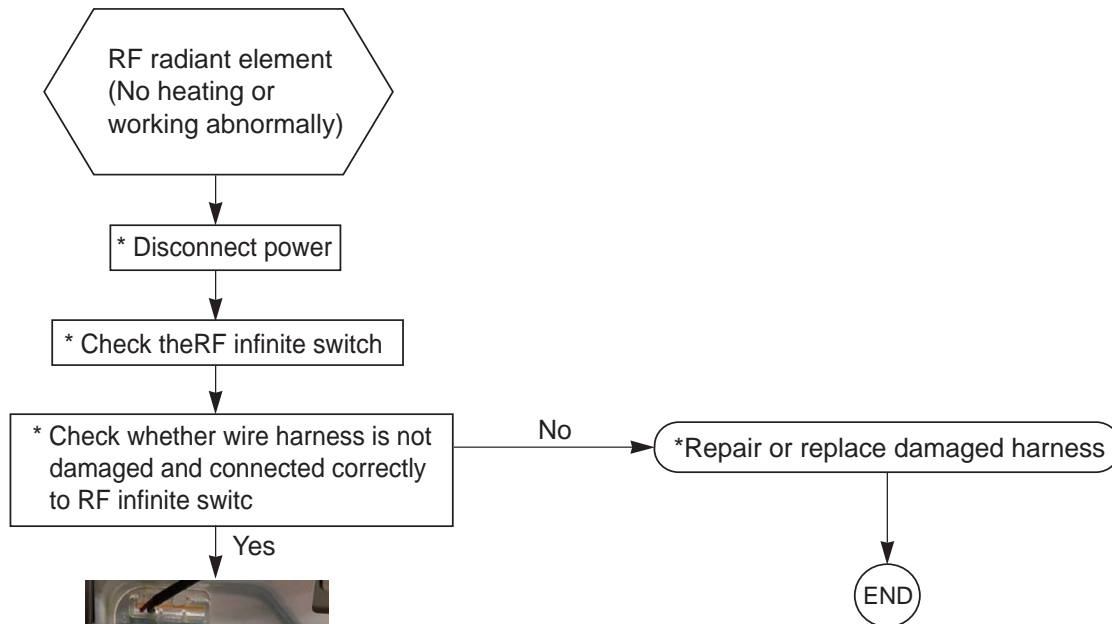 RF radiant element
(No heating or
working abnormally)
* Disconnect power
* Check theRF infinite switch
* Check whether wire harness is not
damaged and connected correctly
to RF infinite switc
No
*Repair or replace damaged harness
Yes
END